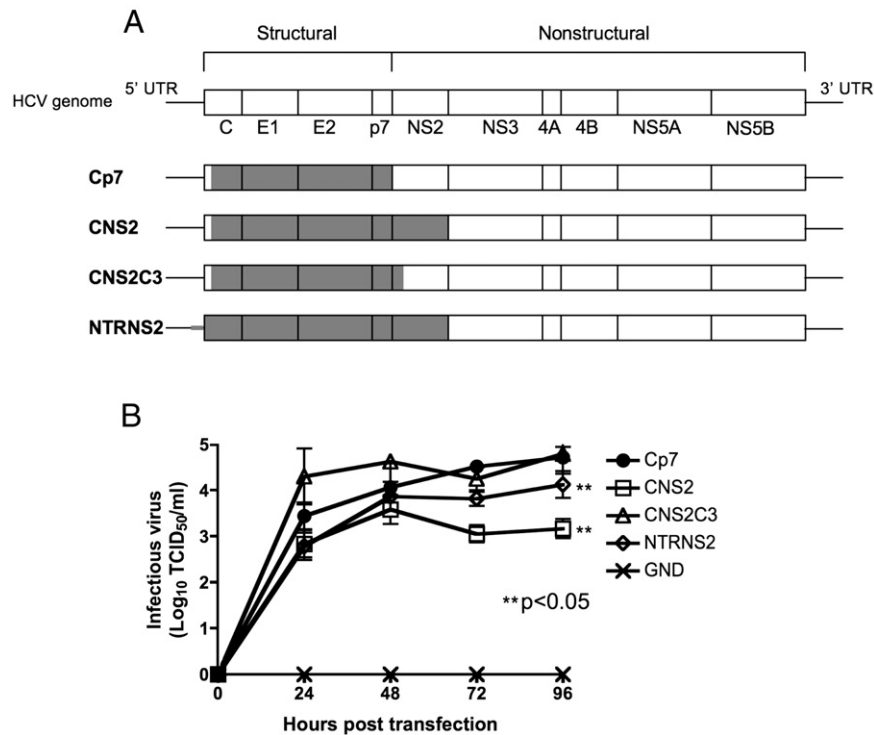 A
Structural Nonstructural
HCV genome 5’ UTR 3’ UTR
C E1 E2 p7 NS2 NS3 4A 4B NS5A NS5B
Cp7
CNS2
CNS2C3
NTRNS2
B
Infectious virus
(Log10 TCID50/ml)
5
4
3
2
1
0
0 24 48 72 96
Hours post transfection
**
**
**p<0.05
Cp7
CNS2
CNS2C3
NTRNS2
GND